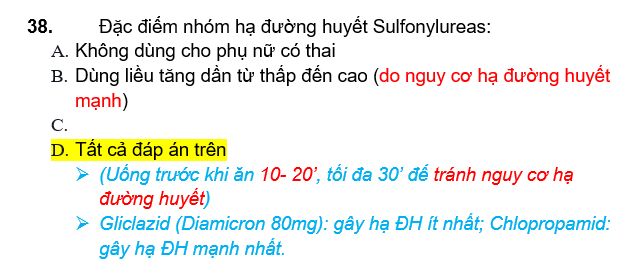 38. Đặc điểm nhóm hạ đường huyết Sulfonylureas:
A. Không dùng cho phụ nữ có thai
B. Dùng liều tăng dần từ thấp đến cao (do nguy cơ hạ đường huyết
mạnh)
C.
D. Tất cả đáp án trên
➢ (Uống trước khi ăn 10- 20’, tối đa 30’ để tránh nguy cơ hạ
đường huyết)
➢ Gliclazid (Diamicron 80mg): gây hạ ĐH ít nhất; Chlopropamid:
gây hạ ĐH mạnh nhất.